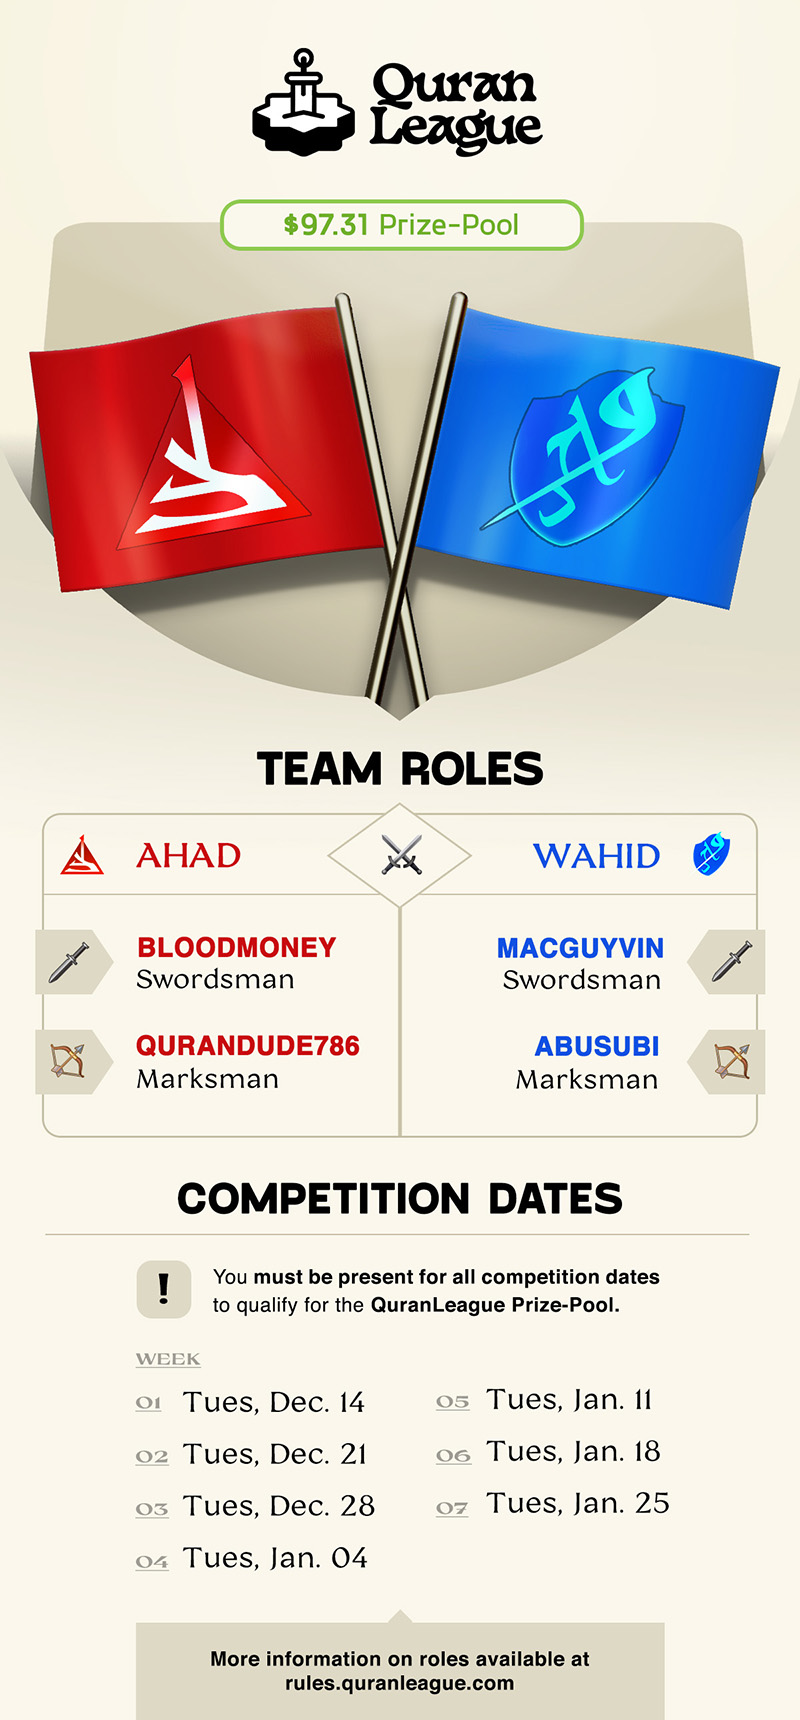 Quran
League
$97.31 Prize-Pool
واحد
TEAM ROLES
AHAD
WAHID
BLOODMONEY
Swordsman
MACGUYVIN
Swordsman
QURANDUDE786
Marksman
ABUSUBI
Marksman
COMPETITION DATES
!
You must be present for all competition dates
to qualify for the QuranLeague Prize-Pool.
WEEK
01 Tues, Dec. 14
02 Tues, Dec. 21
03 Tues, Dec. 28
04 Tues, Jan. 04
05 Tues, Jan. 11
06 Tues, Jan. 18
07 Tues, Jan. 25
More information on roles available at
rules.quranleague.com